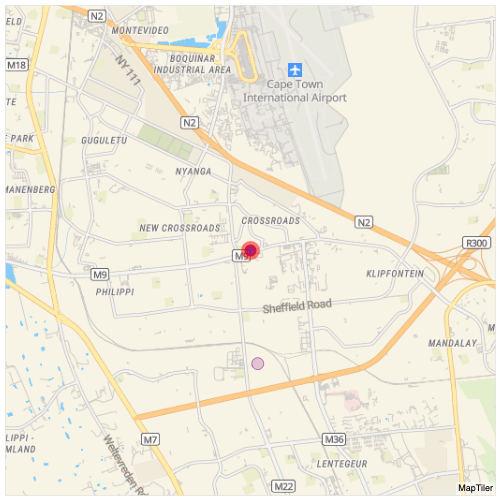 ELD
N2
MONTEVIDEO
M18
NY 111
BOQUINAR
INDUSTRIAL AREA
Cape Town
International Airport
TE
N2
E PARK
GUGULETU
NYANGA
MANENBERG
CROSSROADS
NEW CROSSROADS
N2
R300
M9
M9
KLIPFONTEIN
PHILIPPI
Sheffield Road
MANDALAY
LIPPI -
MLAND
M7
M36
Weltevreden Ro
LENTEGEUR
M22
MapTiler